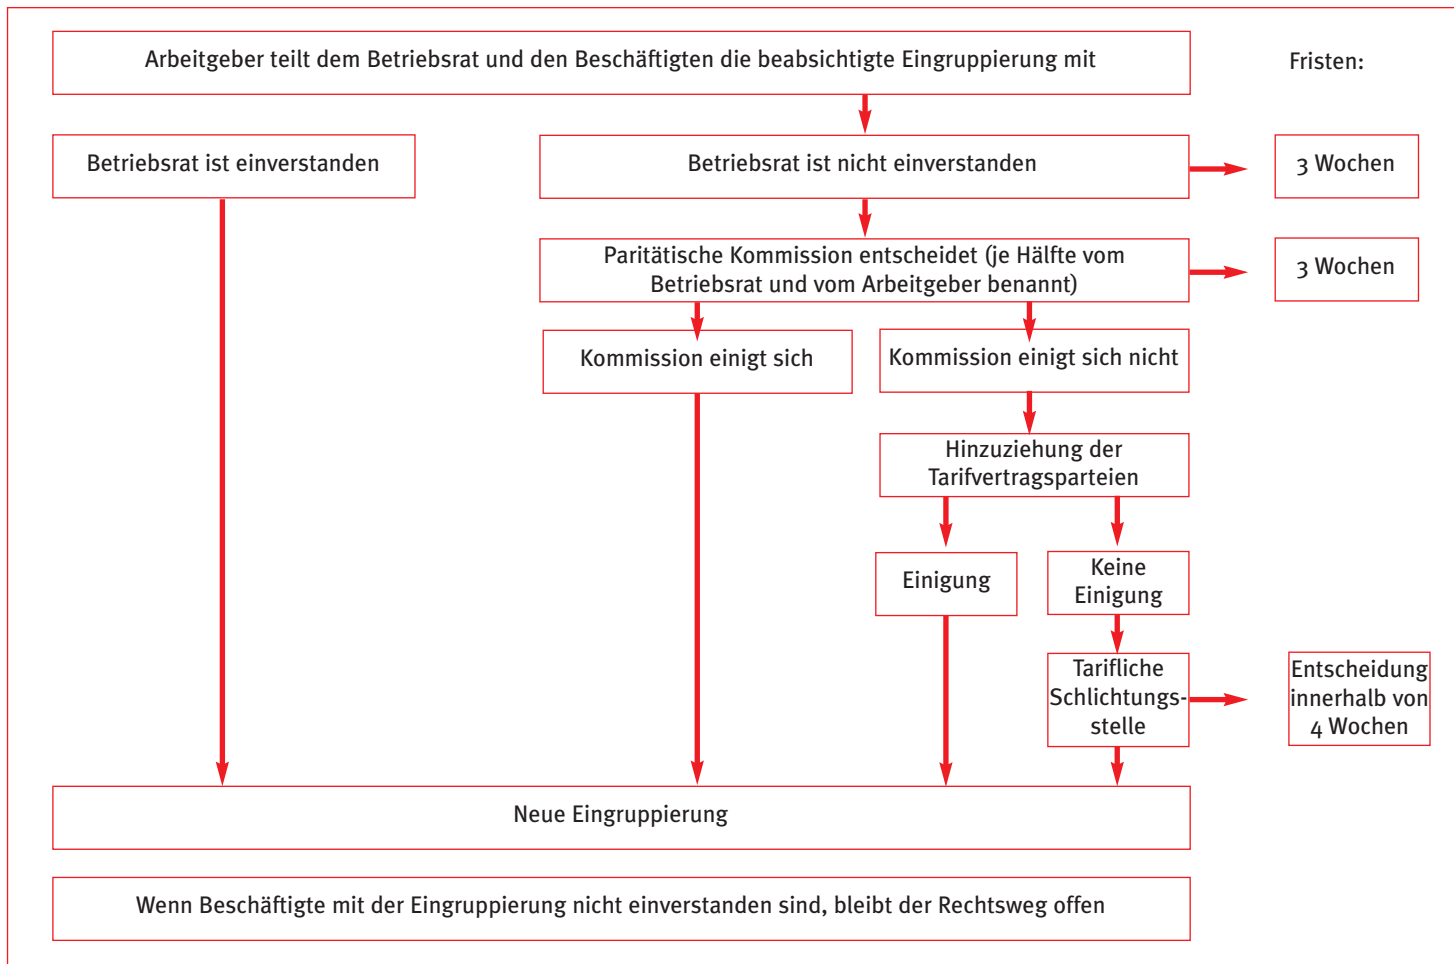 Arbeitgeber teilt dem Betriebsrat und den Beschäftigten die beabsichtigte Eingruppierung mit
Fristen:
Betriebsrat ist einverstanden
Betriebsrat ist nicht einverstanden
3 Wochen
Paritätische Kommission entscheidet (je Hälfte vom
Betriebsrat und vom Arbeitgeber benannt)
3 Wochen
Kommission einigt sich
Kommission einigt sich nicht
Hinzuziehung der
Tarifvertragsparteien
Einigung
Keine
Einigung
Tarifliche
Schlichtungs-
stelle
Entscheidung
innerhalb von
4 Wochen
Neue Eingruppierung
Wenn Beschäftigte mit der Eingruppierung nicht einverstanden sind, bleibt der Rechtsweg offen